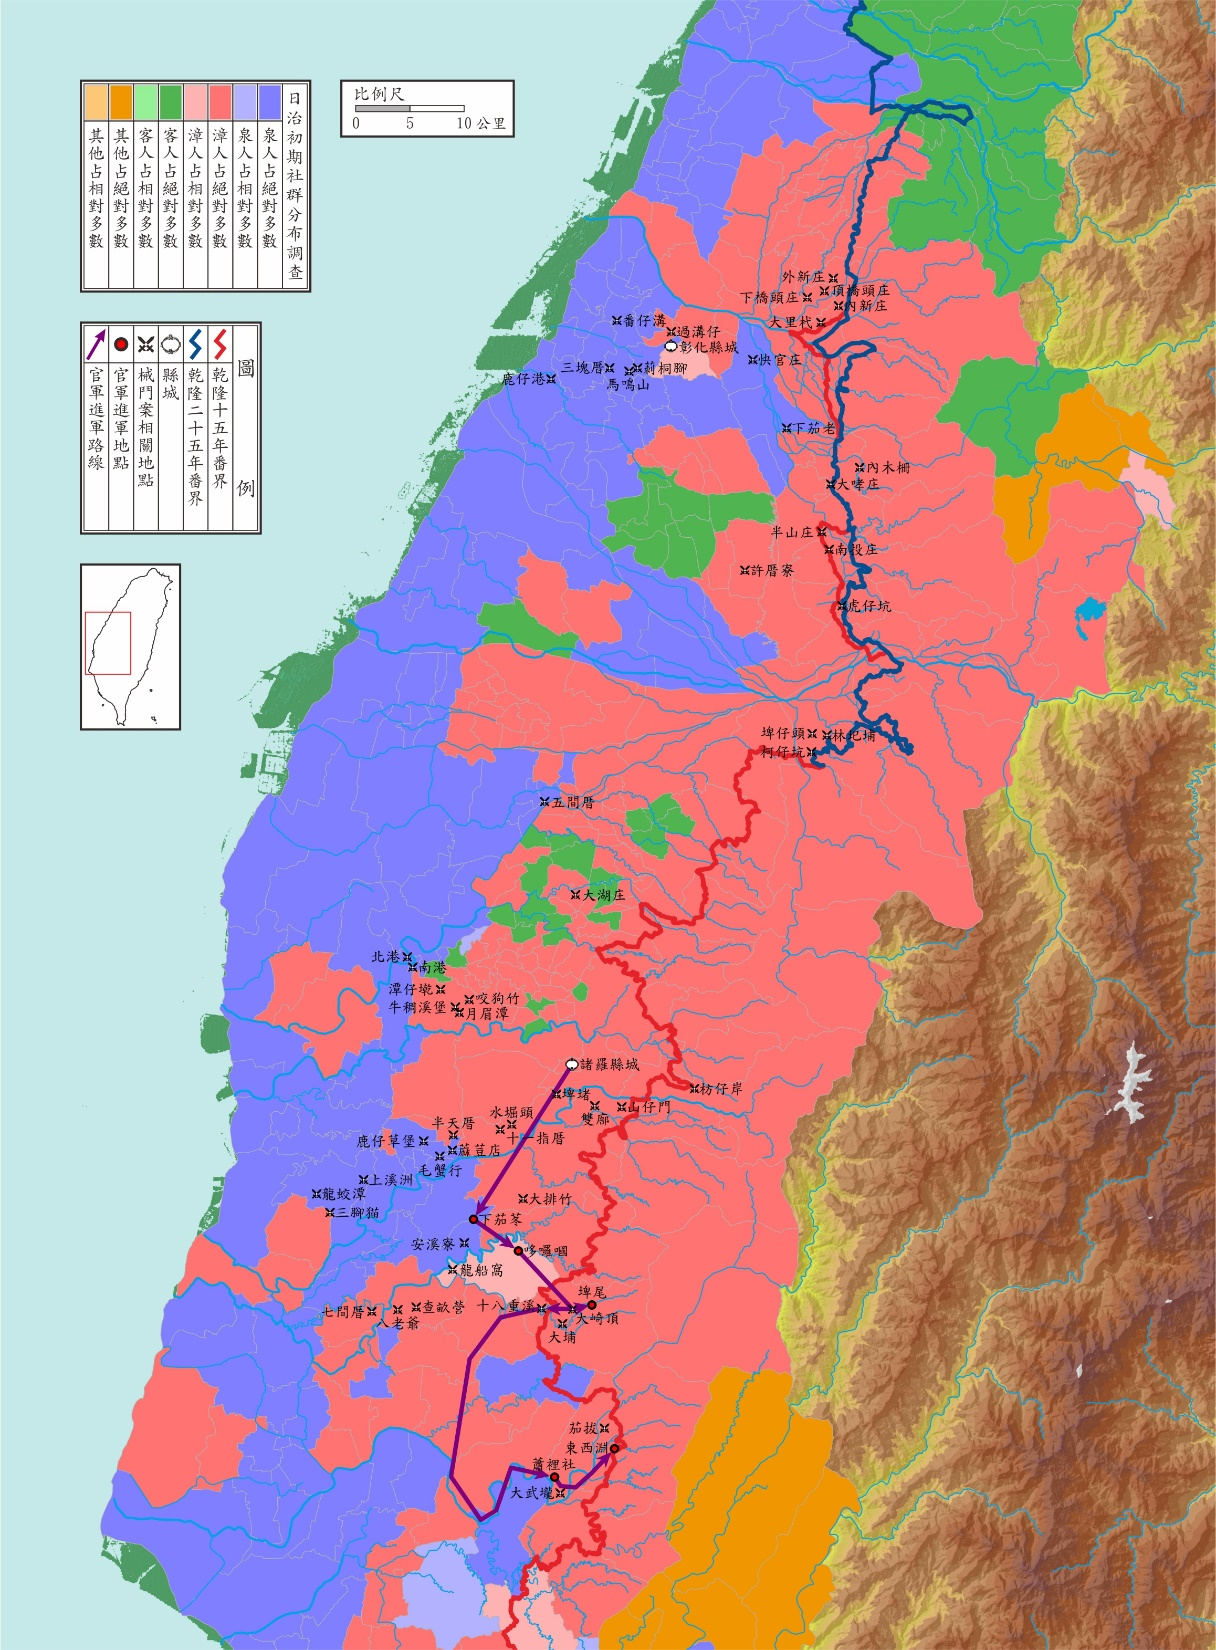 日治初期社群分布調查
泉人占絕對多數
泉人占相對多數
漳人占絕對多數
漳人占相對多數
客人占絕對多數
客人占相對多數
其他占絕對多數
其他占相對多數
比例尺
0 5 10 公里
圖例
乾隆十五年番界
乾隆二十五年番界
縣城
械鬥案相關地點
官軍進軍地點
官軍進軍路線
外新庄
頂橋頭庄
下橋頭庄
內新庄
大里杙
番仔溝
過溝仔
彰化縣城
快官庄
三塊厝
莿桐腳
鹿仔港
馬鳴山
下茄荖
內木柵
大哮庄
半山庄
南投庄
許厝寮
虎仔坑
埤仔頭
林圯埔
柯仔坑
五間厝
大湖庄
北港
南港
潭仔墘
咬狗竹
牛稠溪堡
月眉潭
諸羅縣城
枋仔岸
埤堵
山仔門
雙廍
水堀頭
半天厝
十一指厝
鹿仔草堡
蔴荳店
毛蟹行
上溪洲
龍蛟潭
大排竹
三腳猫
下茄苳
安溪寮
哆囉嘓
龍船窩
埤尾
七間厝
查畝營
十八重溪
大崎頂
八老爺
大埔
茄拔
東西淵
蕭裡社
大武壠